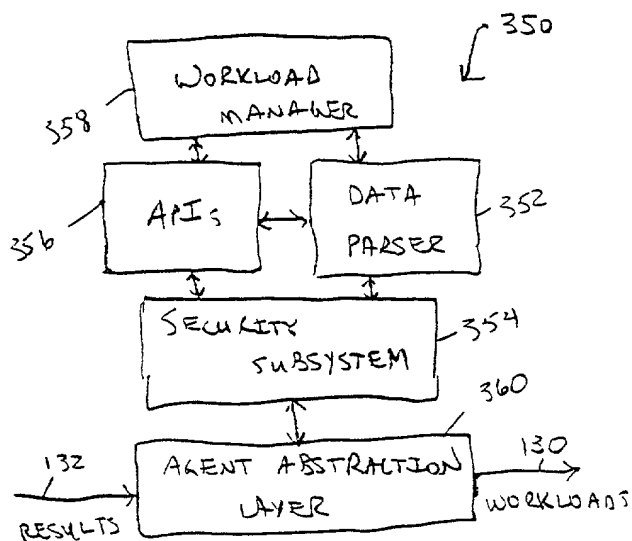 350
WORKLOAD
MANAGER
358
APIs
356
DATA
PARSER
352
SECURITY
SUBSYSTEM
354
360
AGENT ABSTRACTION
LAYER
132
RESULTS
130
WORKLOADS